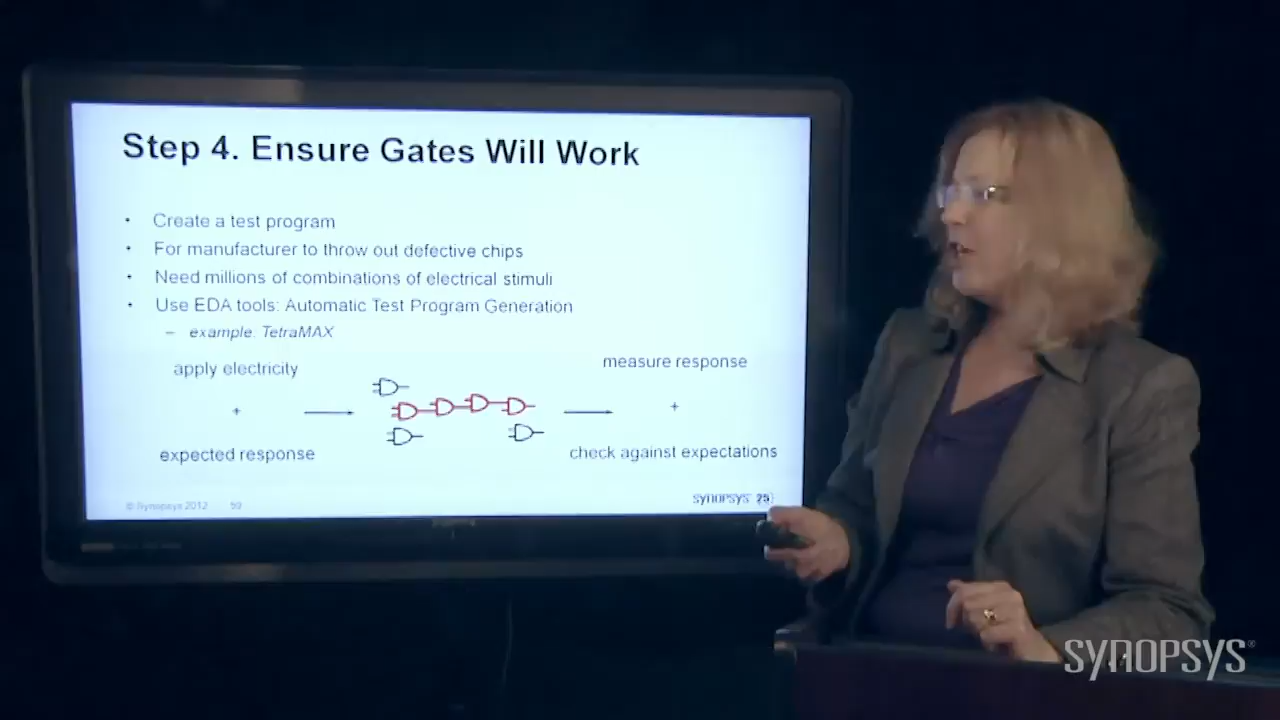 Step 4. Ensure Gates Will Work
• Create a test program
• For manufacturer to throw out defective chips
• Need millions of combinations of electrical stimuli
• Use EDA tools: Automatic Test Program Generation
– example: TetraMAX
apply electricity
+
expected response
measure response
+
check against expectations
© Synopsys 2012 50
SYNOPSYS 25
SYNOPSYS®